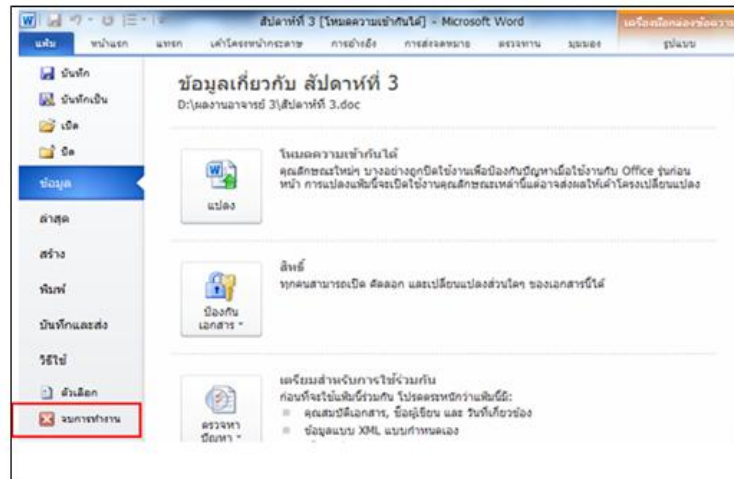 สัปดาห์ที่ 3 [โหมดความเข้ากันได้] - Microsoft Word
เครื่องมือกล่องข้อความ
แฟ้ม หน้าแรก แทรก เค้าโครงหน้ากระดาษ การอ้างอิง การส่งจดหมาย ตรวจทาน มุมมอง รูปแบบ
บันทึก
บันทึกเป็น
เปิด
ปิด
ข้อมูล
ล่าสุด
สร้าง
พิมพ์
บันทึกและส่ง
วิธีใช้
ตัวเลือก
จบการทำงาน
ข้อมูลเกี่ยวกับ สัปดาห์ที่ 3
D:\ผลงานอาจารย์ 3\สัปดาห์ที่ 3.doc
แปลง
โหมดความเข้ากันได้
คุณลักษณะใหม่ๆ บางอย่างถูกปิดใช้งานเพื่อป้องกันปัญหาเมื่อใช้งานกับ Office รุ่นก่อน
หน้า การแปลงแฟ้มนี้จะเปิดใช้งานคุณลักษณะเหล่านี้แต่อาจส่งผลให้เค้าโครงเปลี่ยนแปลง
ป้องกัน
เอกสาร
สิทธิ์
ทุกคนสามารถเปิด คัดลอก และเปลี่ยนแปลงส่วนใดๆ ของเอกสารนี้ได้
ตรวจหา
ปัญหา
เตรียมสำหรับการใช้ร่วมกัน
ก่อนที่จะใช้แฟ้มนี้ร่วมกัน โปรดตระหนักว่าแฟ้มนี้มี:
คุณสมบัติเอกสาร, ชื่อผู้เขียน และ วันที่เกี่ยวข้อง
ข้อมูลแบบ XML แบบกำหนดเอง